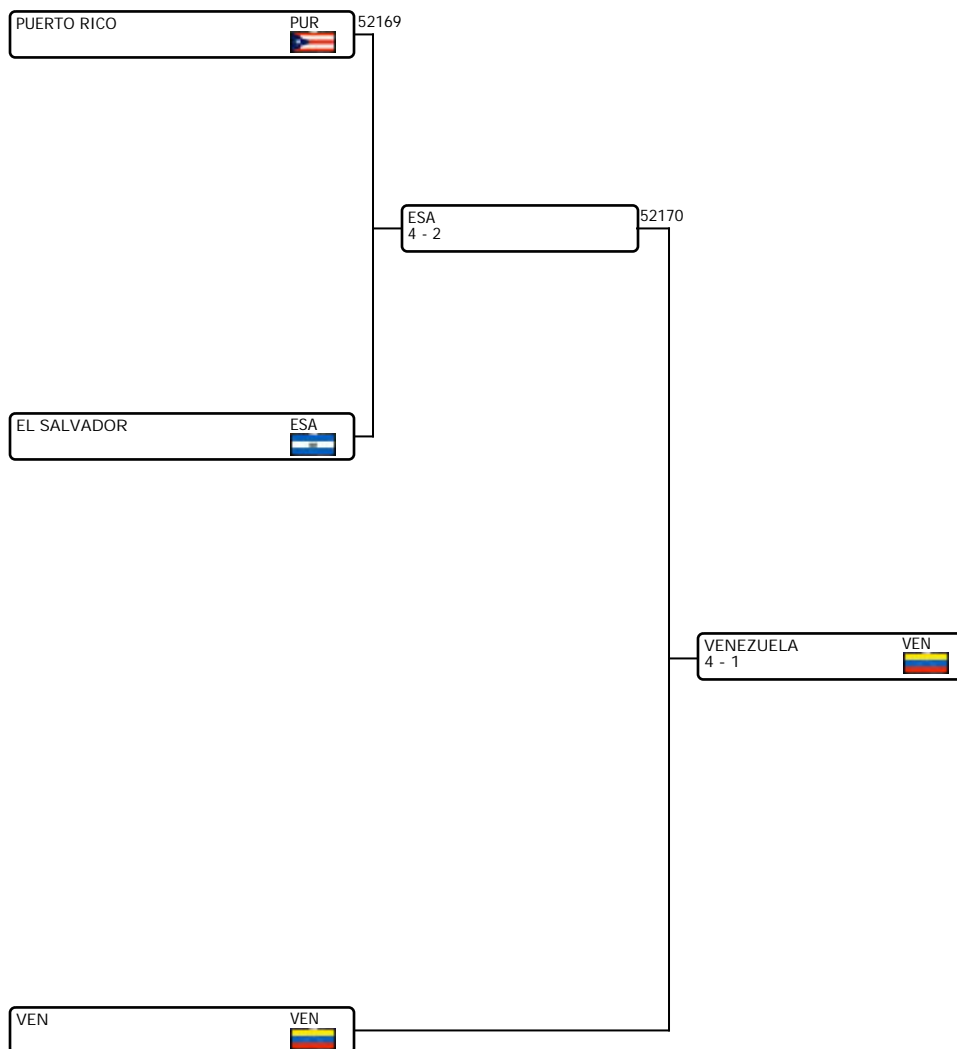 PUERTO RICO PUR 52169
ESA 52170
4 - 2
EL SALVADOR ESA
VENEZUELA VEN
4 - 1
VEN VEN